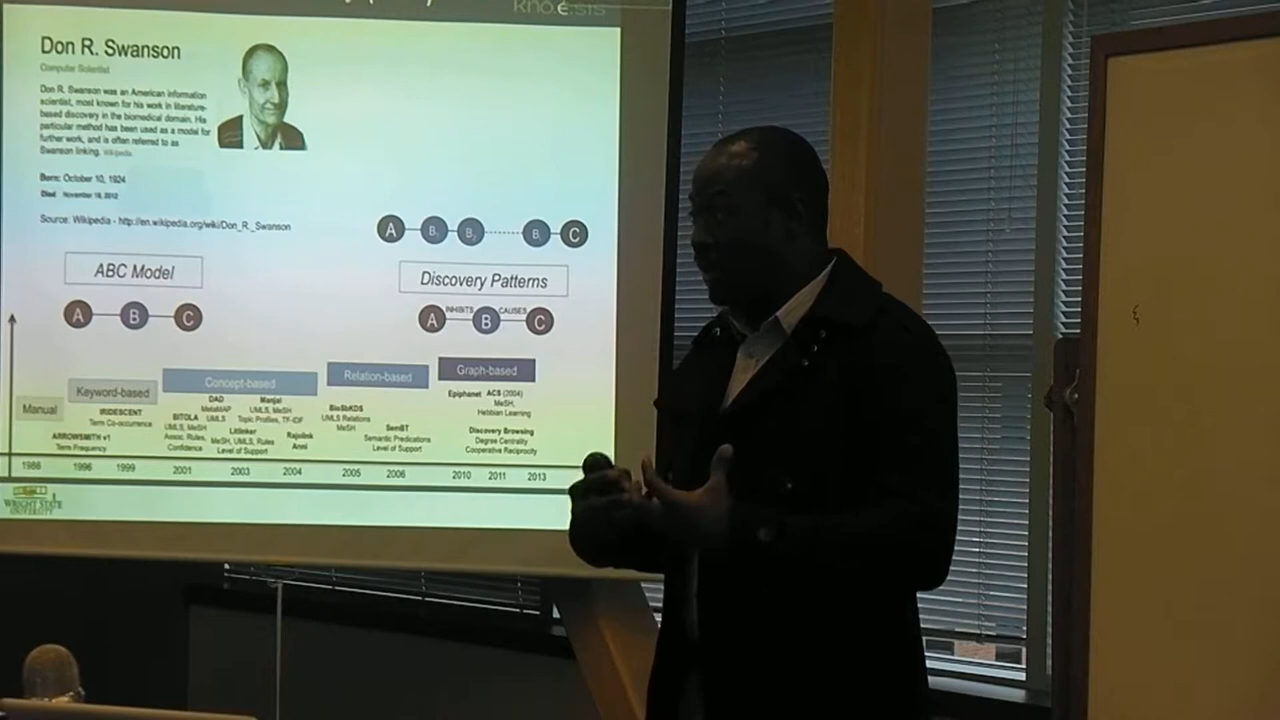 kno.e.sis
Don R. Swanson
Computer Scientist
Don R. Swanson was an American information
scientist, most known for his work in literature-
based discovery in the biomedical domain. His
particular method has been used as a model for
further work, and is often referred to as
Swanson linking. Wikipedia
Born: October 10, 1924
Died November 18, 2012
Source: Wikipedia - http://en.wikipedia.org/wiki/Don_R._Swanson
A B1 B2 B C
ABC Model
Discovery Patterns
A B C
A INHIBITS B CAUSES C
Manual
Keyword-based
Concept-based
Relation-based
Graph-based
ARROWSMITH v1
Term Frequency
IRIDESCENT
Term Co-occurrence
BITOLA
UMLS, MeSH
Assoc. Rules,
Confidence
DAD
MetaMAP
UMLS
Litlinker
MeSH, UMLS, Rules
Level of Support
Manjal
UMLS, MeSH
Topic Profiles, TF-IDF
Rajolink
Anni
BioSbKDS
UMLS Relations
MeSH
SemBT
Semantic Predications
Level of Support
Epiphanet
ACS (2004)
MeSH,
Hebbian Learning
Discovery Browsing
Degree Centrality
Cooperative Reciprocity
1986 1996 1999 2001 2003 2004 2005 2006 2010 2011 2013
WRIGHT STATE
UNIVERSITY